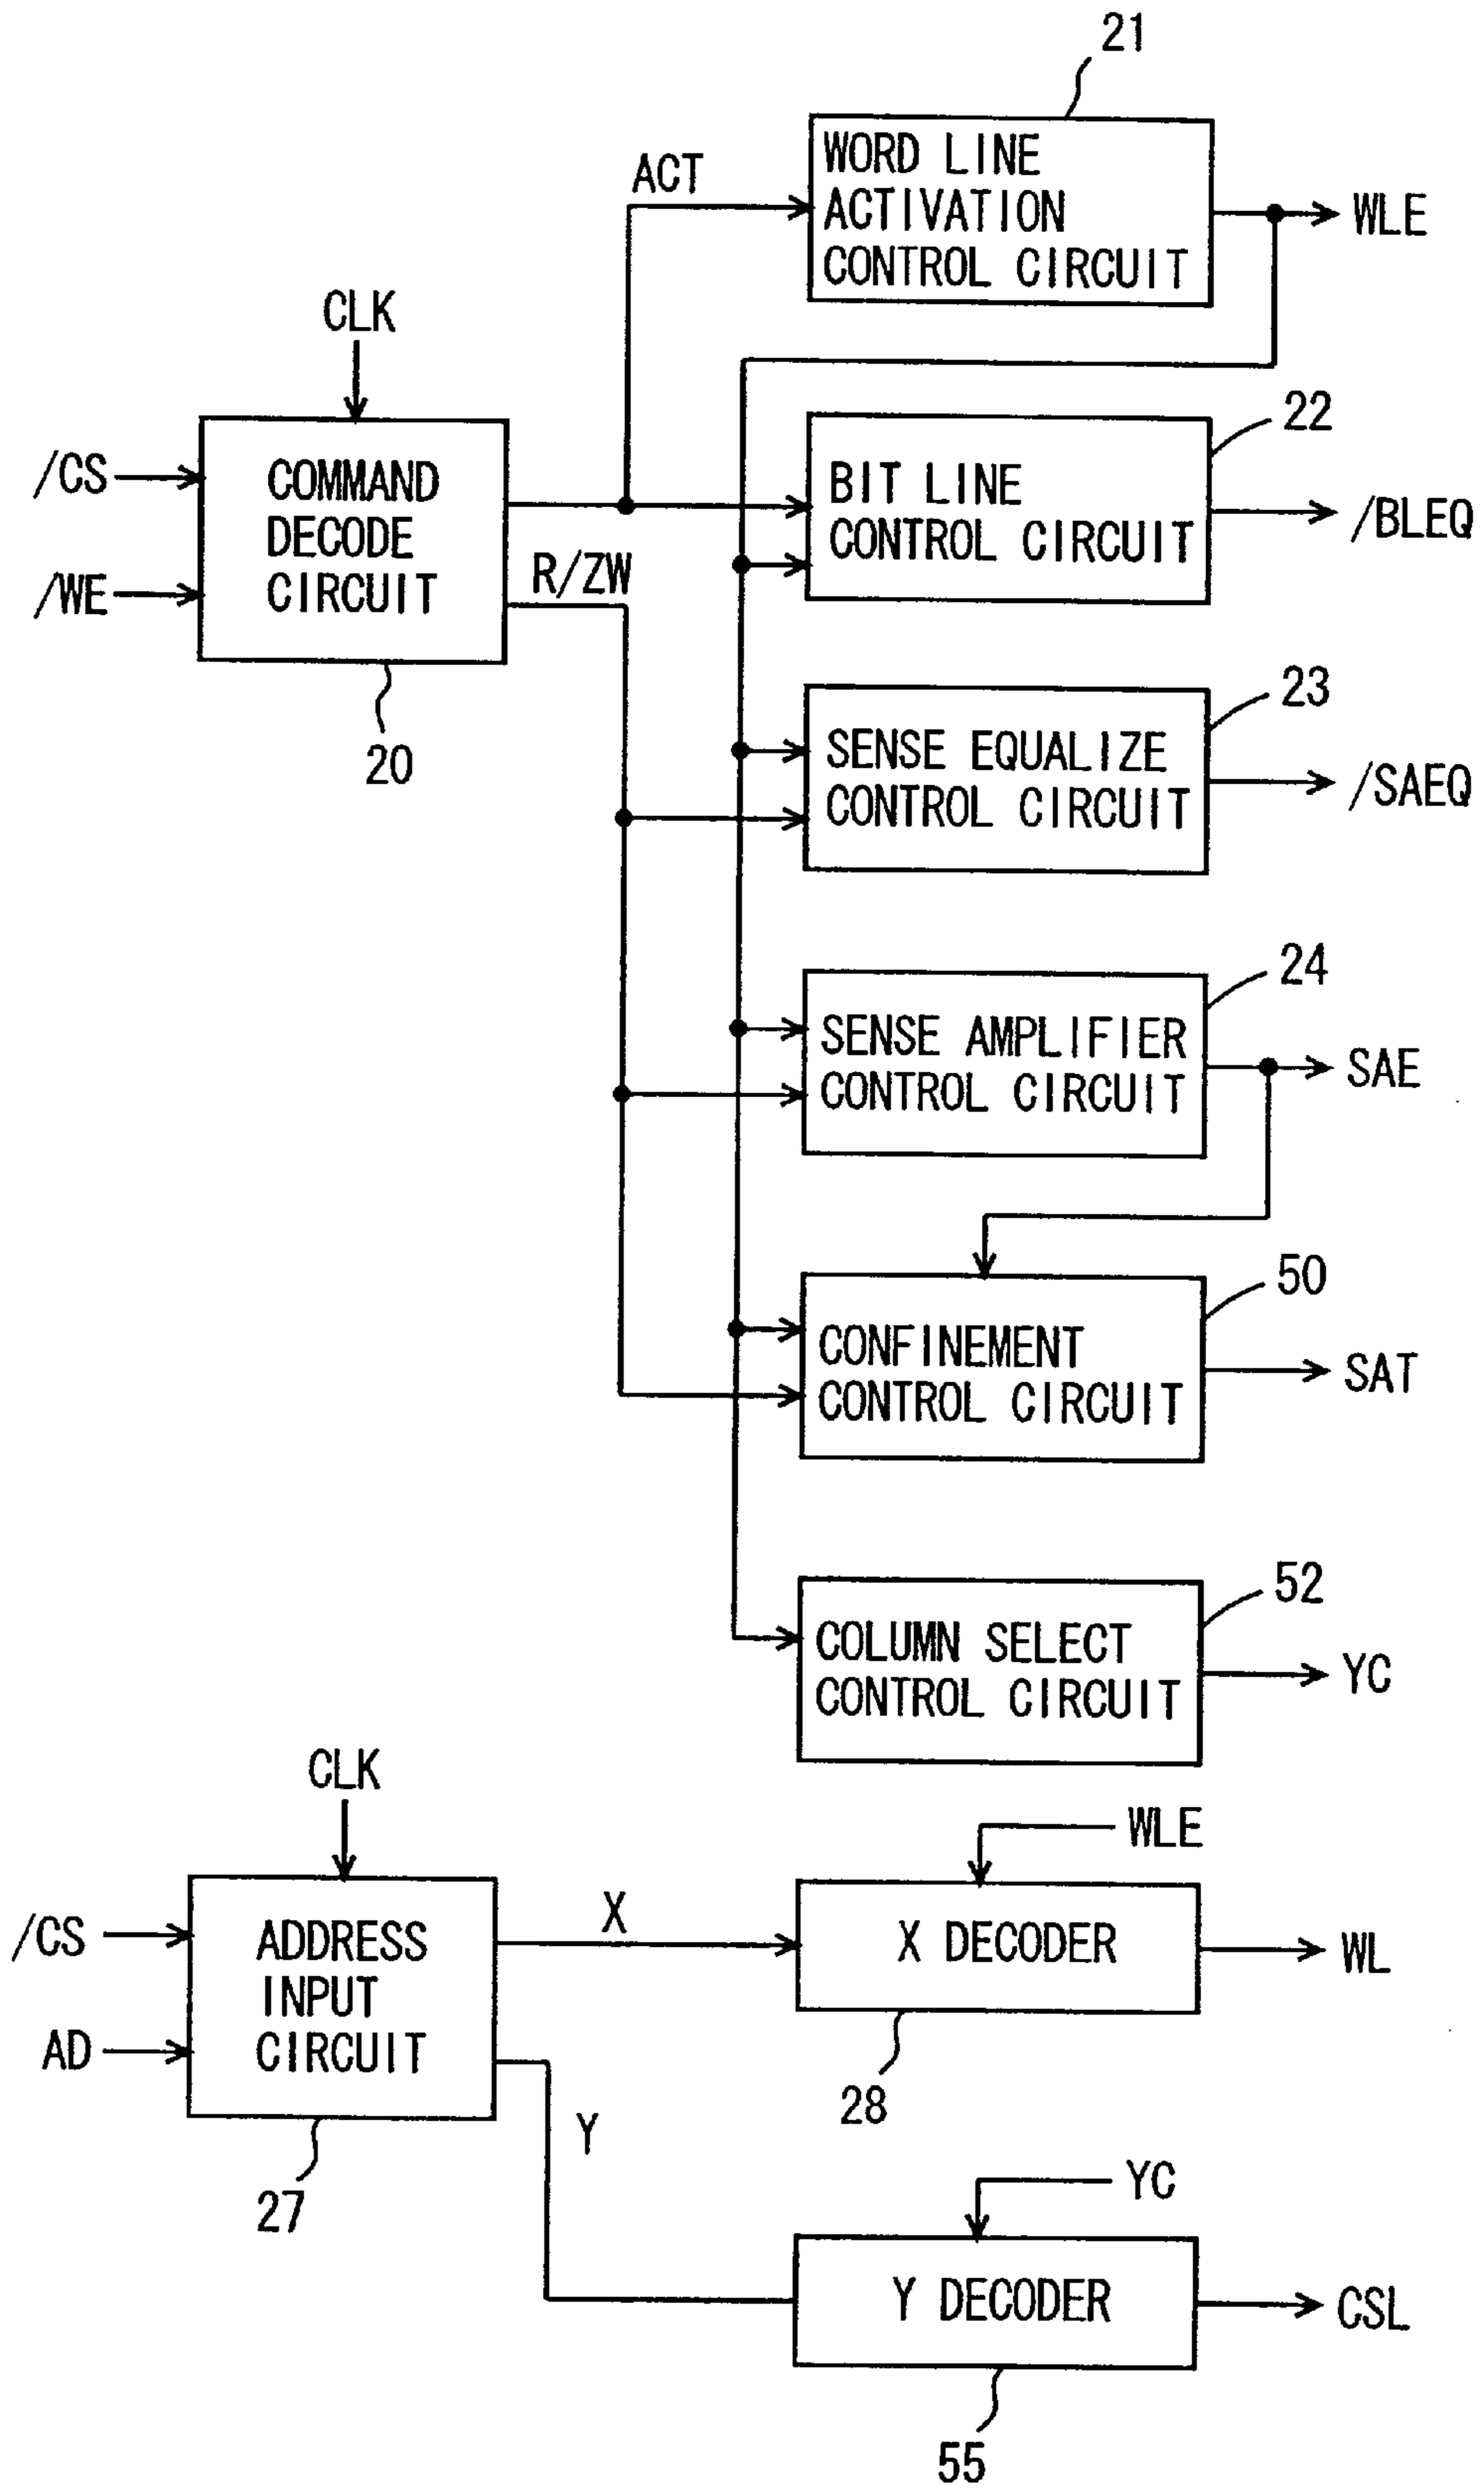 21
WORD LINE
ACTIVATION
CONTROL CIRCUIT
ACT
WLE
CLK
/CS
/WE
COMMAND
DECODE
CIRCUIT
20
R/ZW
22
BIT LINE
CONTROL CIRCUIT
/BLEQ
23
SENSE EQUALIZE
CONTROL CIRCUIT
/SAEQ
24
SENSE AMPLIFIER
CONTROL CIRCUIT
SAE
50
CONFINEMENT
CONTROL CIRCUIT
SAT
52
COLUMN SELECT
CONTROL CIRCUIT
YC
CLK
/CS
AD
ADDRESS
INPUT
CIRCUIT
27
X
WLE
X DECODER
WL
28
Y
YC
Y DECODER
CSL
55